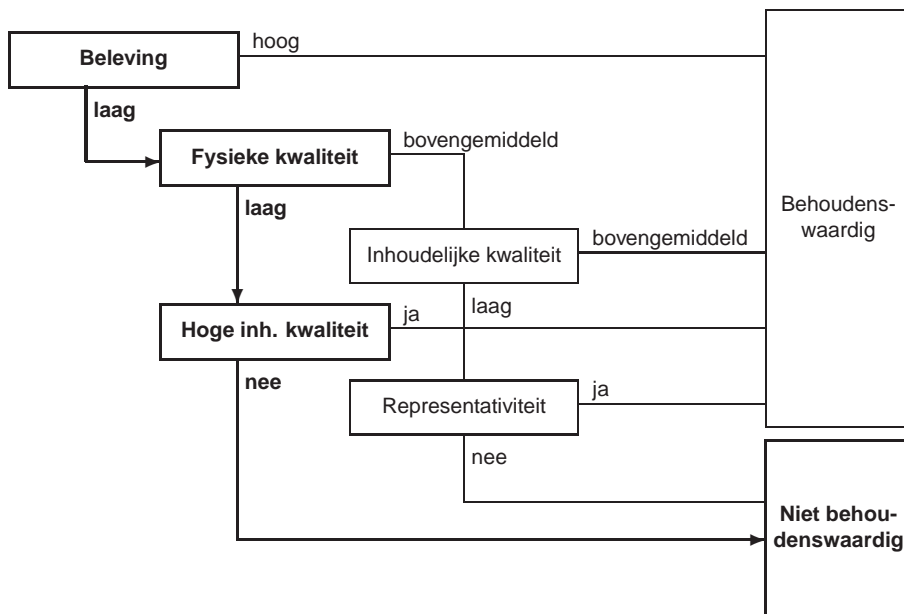 hoog
Beleving
laag
bovengemiddeld
Fysieke kwaliteit
laag
Behoudens-
waardig
bovengemiddeld
Inhoudelijke kwaliteit
laag
ja
Hoge inh. kwaliteit
nee
ja
Representativiteit
nee
Niet behou-
denswaardig